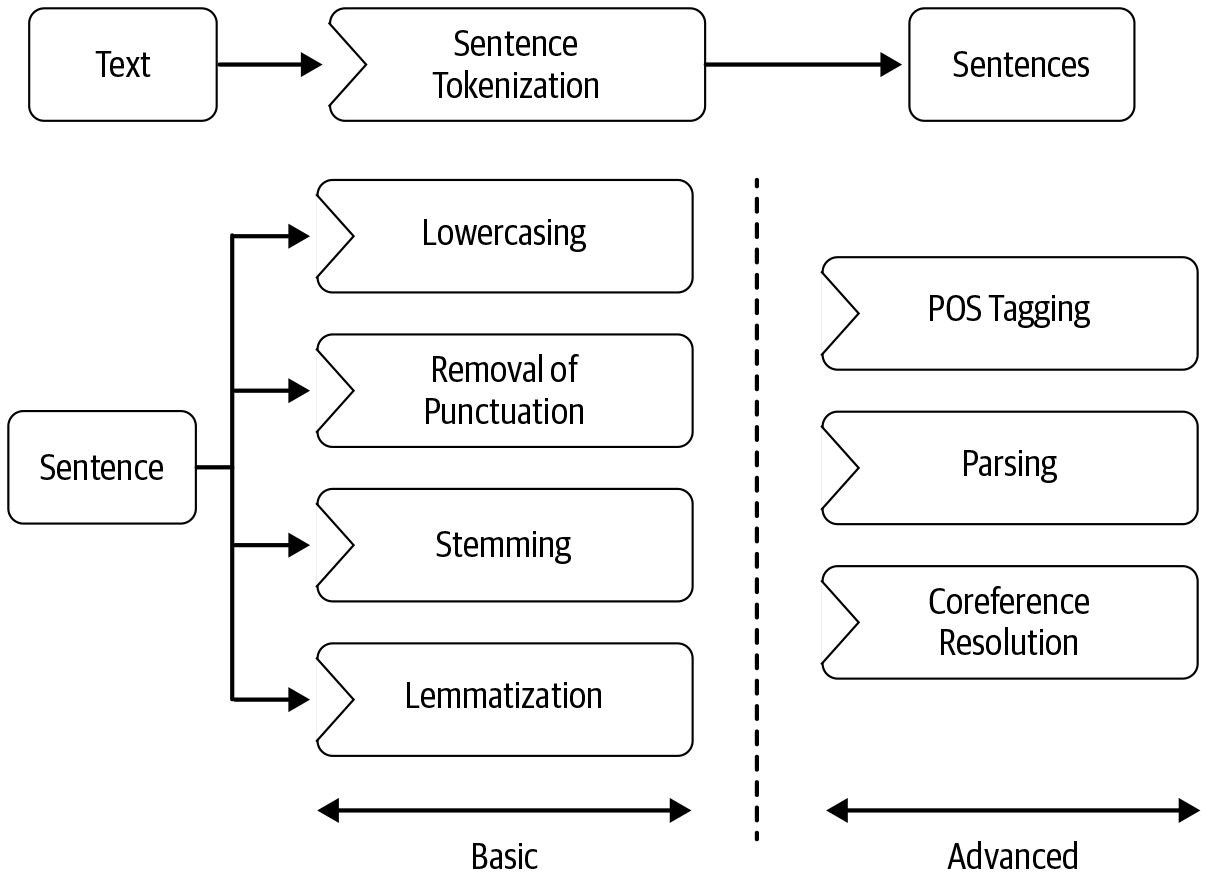 Text
Sentence
Tokenization
Sentences
Sentence
Lowercasing
Removal of
Punctuation
Stemming
Lemmatization
POS Tagging
Parsing
Coreference
Resolution
Basic
Advanced